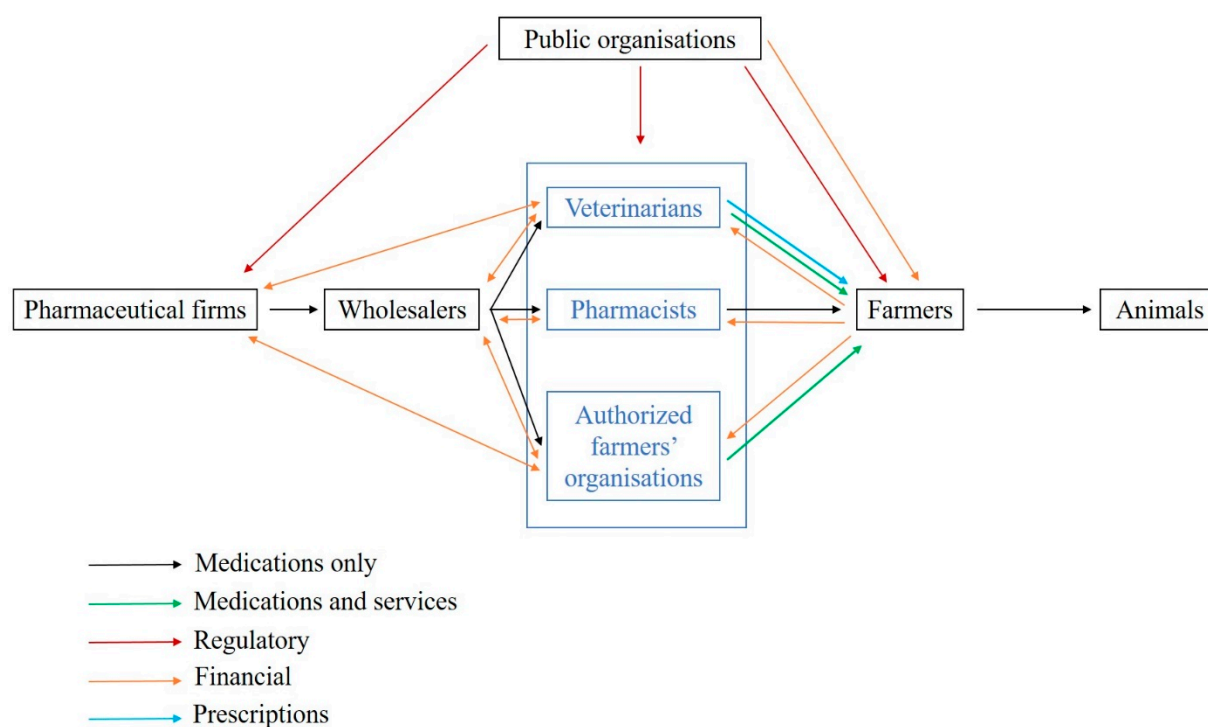 Public organisations
Veterinarians
Pharmaceutical firms
Wholesalers
Pharmacists
Farmers
Animals
Authorized
farmers’
organisations
Medications only
Medications and services
Regulatory
Financial
Prescriptions